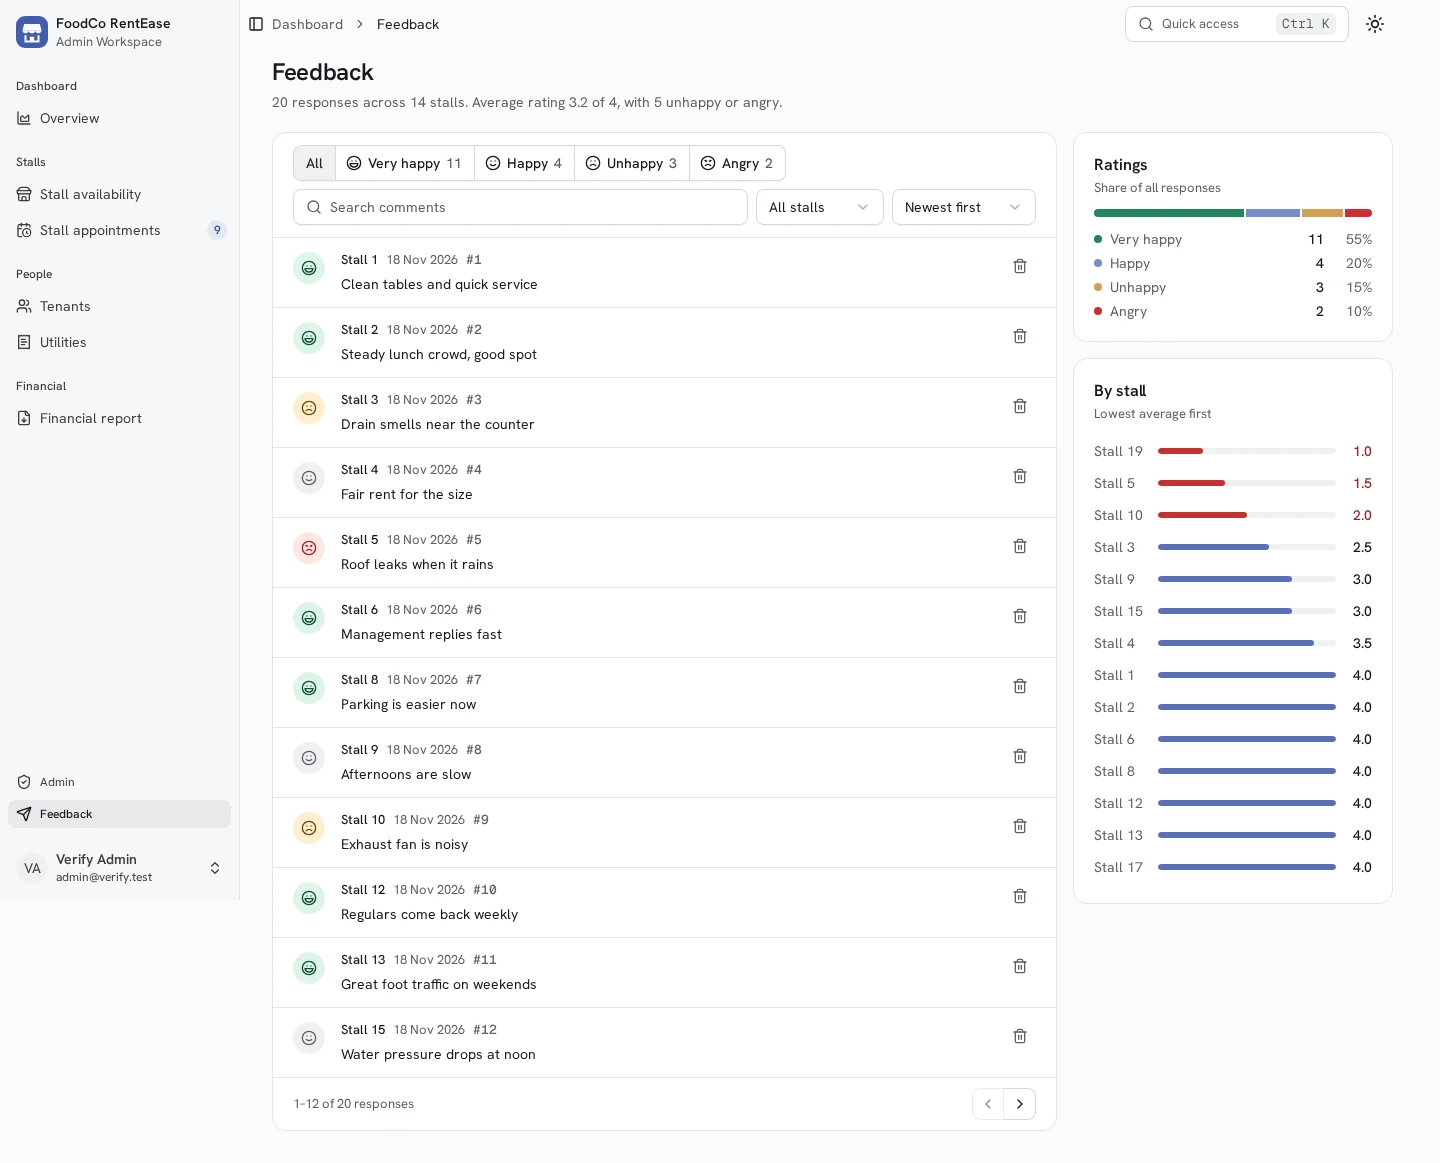 FoodCo RentEase
Admin Workspace
Dashboard
Overview
Stalls
Stall availability
Stall appointments 9
People
Tenants
Utilities
Financial
Financial report
Admin
Feedback
VA
Verify Admin
admin@verify.test
Dashboard > Feedback
Quick access Ctrl K
Feedback
20 responses across 14 stalls. Average rating 3.2 of 4, with 5 unhappy or angry.
All Very happy 11 Happy 4 Unhappy 3 Angry 2
Search comments All stalls Newest first
Stall 1 18 Nov 2026 #1
Clean tables and quick service
Stall 2 18 Nov 2026 #2
Steady lunch crowd, good spot
Stall 3 18 Nov 2026 #3
Drain smells near the counter
Stall 4 18 Nov 2026 #4
Fair rent for the size
Stall 5 18 Nov 2026 #5
Roof leaks when it rains
Stall 6 18 Nov 2026 #6
Management replies fast
Stall 8 18 Nov 2026 #7
Parking is easier now
Stall 9 18 Nov 2026 #8
Afternoons are slow
Stall 10 18 Nov 2026 #9
Exhaust fan is noisy
Stall 12 18 Nov 2026 #10
Regulars come back weekly
Stall 13 18 Nov 2026 #11
Great foot traffic on weekends
Stall 15 18 Nov 2026 #12
Water pressure drops at noon
1-12 of 20 responses
Ratings
Share of all responses
Very happy 11 55%
Happy 4 20%
Unhappy 3 15%
Angry 2 10%
By stall
Lowest average first
Stall 19 1.0
Stall 5 1.5
Stall 10 2.0
Stall 3 2.5
Stall 9 3.0
Stall 15 3.0
Stall 4 3.5
Stall 1 4.0
Stall 2 4.0
Stall 6 4.0
Stall 8 4.0
Stall 12 4.0
Stall 13 4.0
Stall 17 4.0